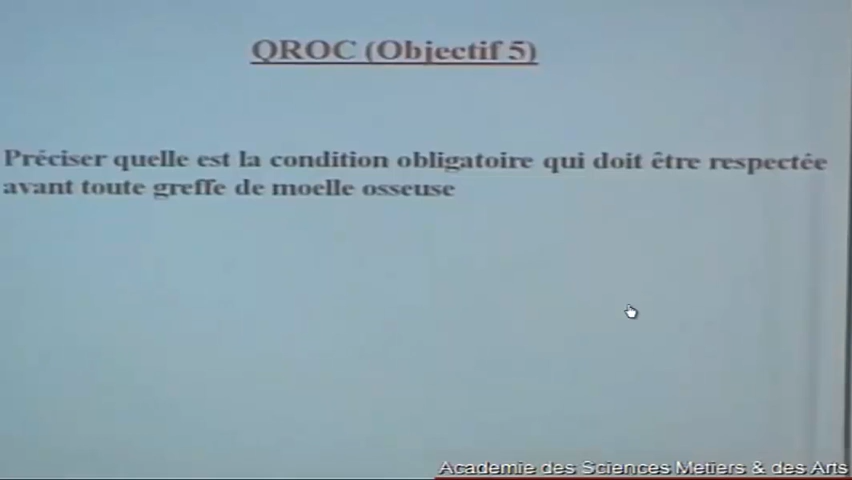 QROC (Objectif 5)
Préciser quelle est la condition obligatoire qui doit être respectée
avant toute greffe de moelle osseuse
Academie des Sciences Metiers & des Arts